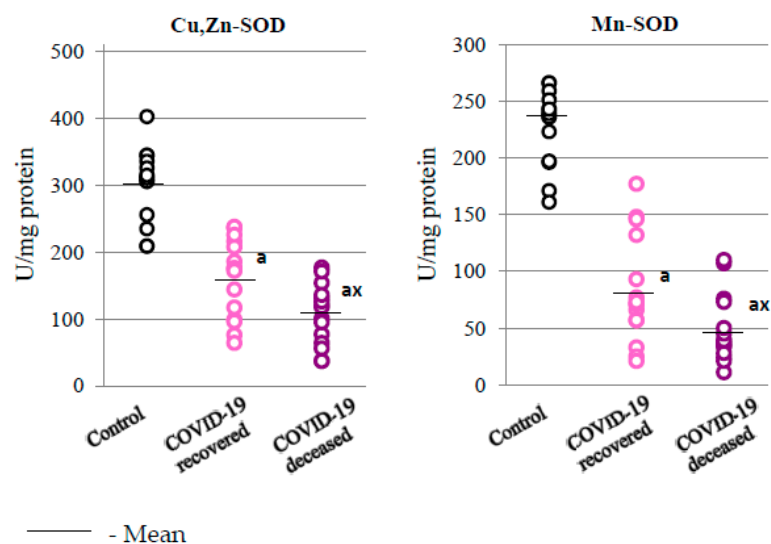 Cu,Zn-SOD
U/mg protein
500
400
300
200
100
0
a
ax
Control
COVID-19
recovered
COVID-19
deceased
Mn-SOD
U/mg protein
300
250
200
150
100
50
0
a
ax
Control
COVID-19
recovered
COVID-19
deceased
- Mean